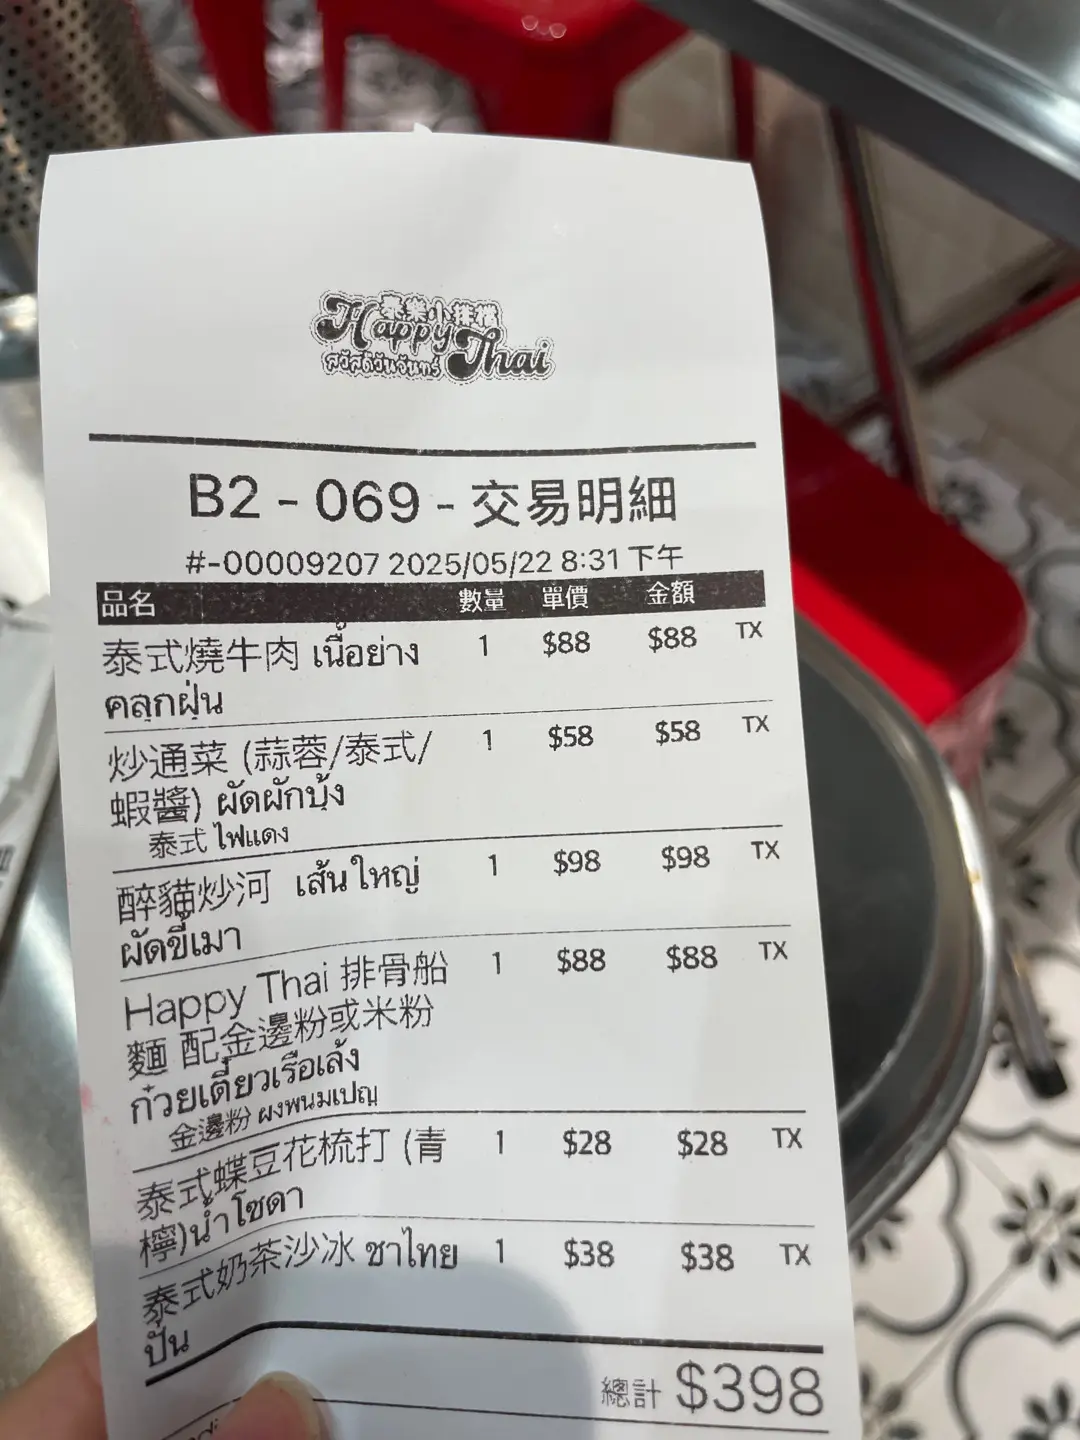 泰樂小排檔
Happy Thai
สวัสดีวันจันทร์
B2 - 069 - 交易明細
#-00009207 2025/05/22 8:31 下午
品名 數量 單價 金額
泰式燒牛肉 เนื้อย่าง 1 $88 $88 TX
คลุกฝุ่น
炒通菜 (蒜蓉/泰式/ 1 $58 $58 TX
蝦醬) ผัดผักบุ้ง
泰式 ไฟแดง
醉貓炒河 เส้นใหญ่ 1 $98 $98 TX
ผัดขี้เมา
Happy Thai 排骨船 1 $88 $88 TX
麵 配金邊粉或米粉
ก๋วยเตี๋ยวเรือเล้ง
金邊粉 ผงพนมเปญ
泰式蝶豆花梳打 (青 1 $28 $28 TX
檸)น้ำโซดา
泰式奶茶沙冰 ชาไทย 1 $38 $38 TX
ปั่น
總計 $398